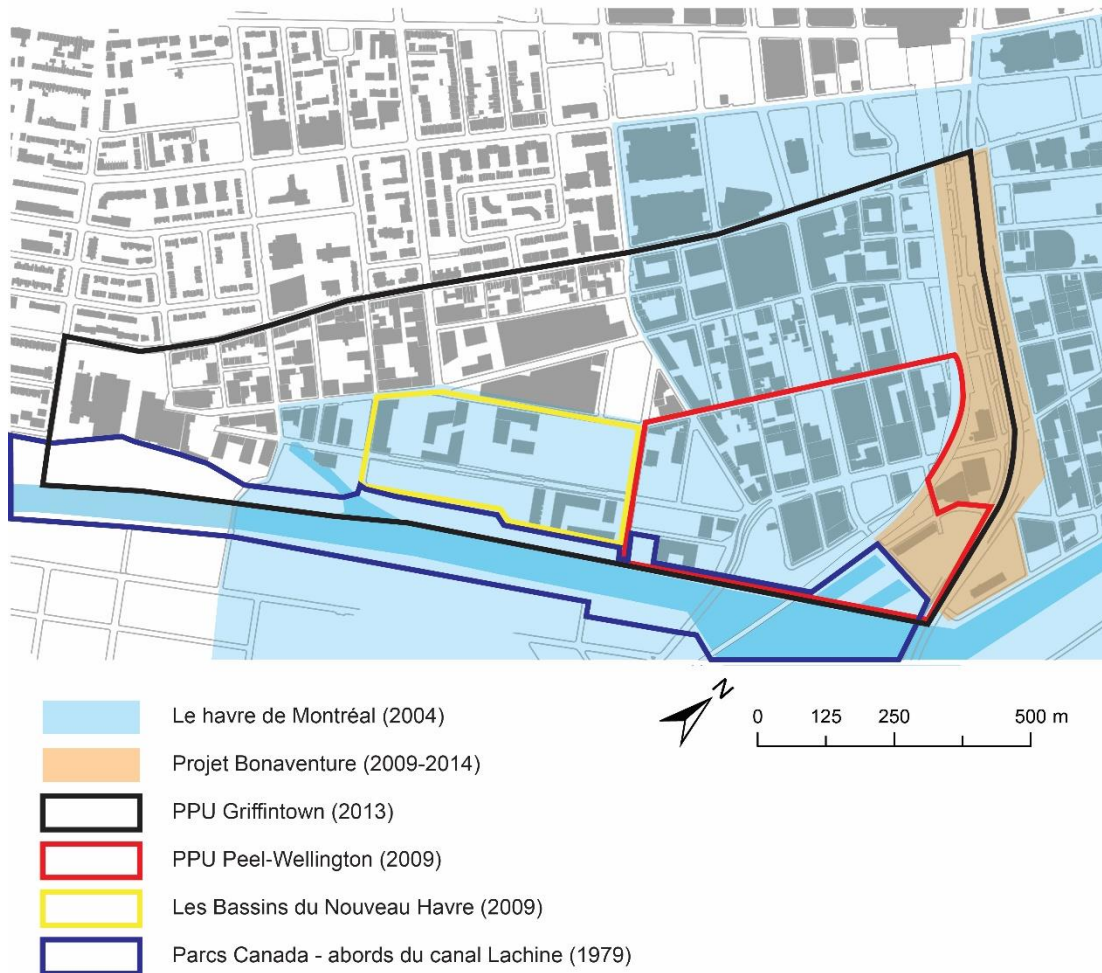 N
0 125 250 500 m
Le havre de Montréal (2004)
Projet Bonaventure (2009-2014)
PPU Griffintown (2013)
PPU Peel-Wellington (2009)
Les Bassins du Nouveau Havre (2009)
Parcs Canada - abords du canal Lachine (1979)